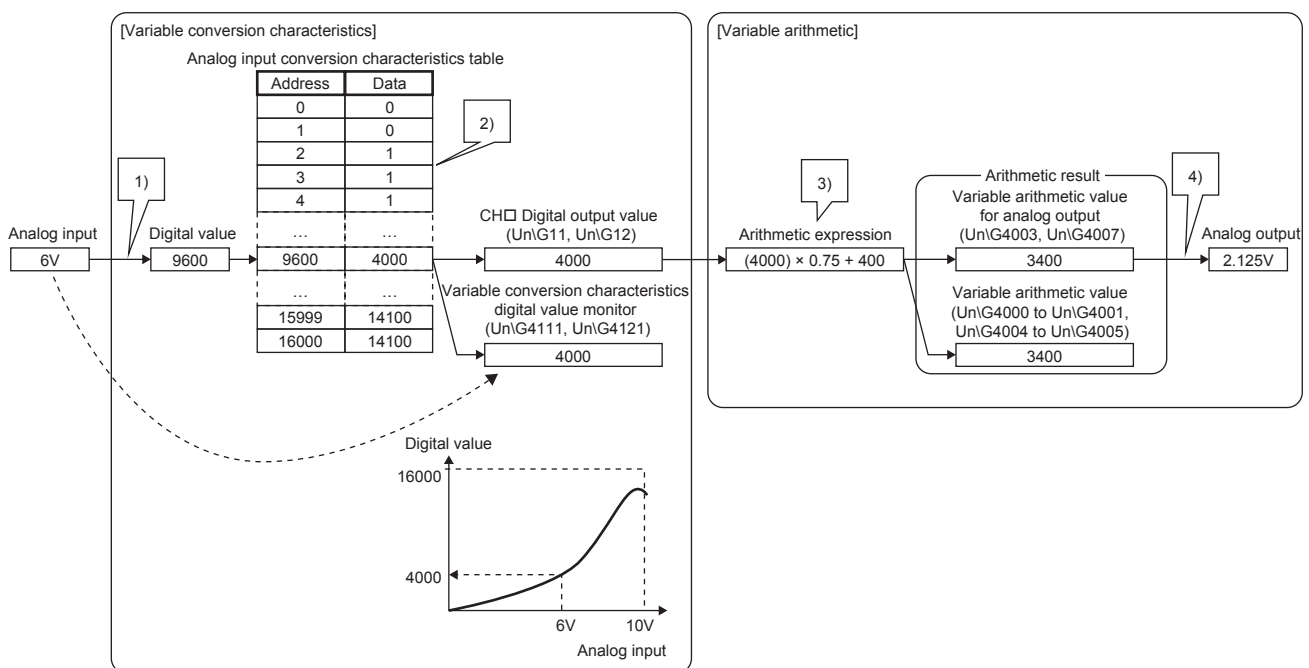 [Variable conversion characteristics]
Analog input conversion characteristics table
Address Data
0 0
1 0
2 1
3 1
4 1
... ...
9600 4000
... ...
15999 14100
16000 14100
1)
2)
Analog input
6V
Digital value
9600
CH□ Digital output value
(Un\G11, Un\G12)
4000
Variable conversion characteristics
digital value monitor
(Un\G4111, Un\G4121)
4000
Digital value
16000
4000
6V 10V
Analog input
[Variable arithmetic]
3)
Arithmetic expression
(4000) × 0.75 + 400
Arithmetic result
Variable arithmetic value
for analog output
(Un\G4003, Un\G4007)
3400
Variable arithmetic value
(Un\G4000 to Un\G4001,
Un\G4004 to Un\G4005)
3400
4)
Analog output
2.125V